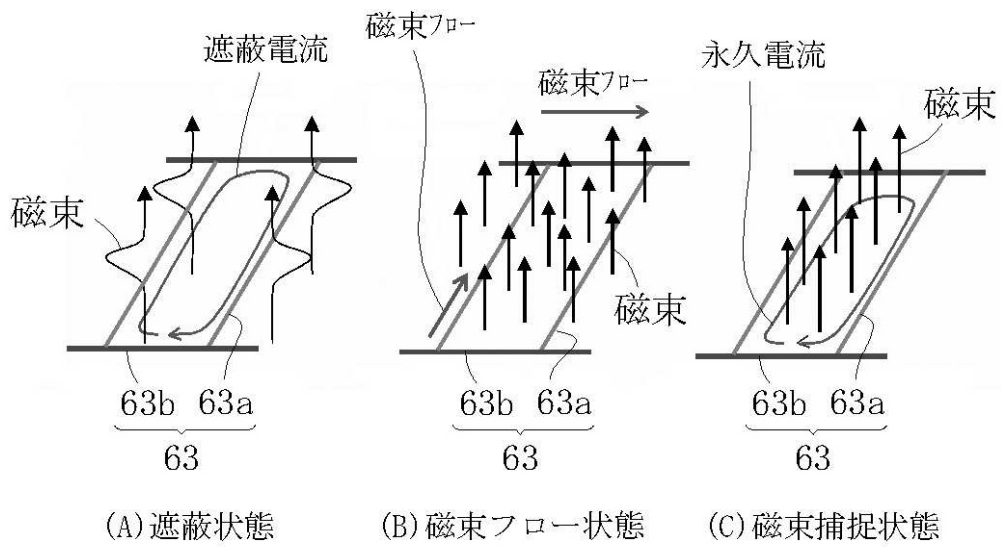 遮蔽電流
磁束
63b 63a
63
(A)遮蔽状態
磁束フロー
磁束フロー
磁束
63b 63a
63
(B)磁束フロー状態
永久電流
磁束
63b 63a
63
(C)磁束捕捉状態